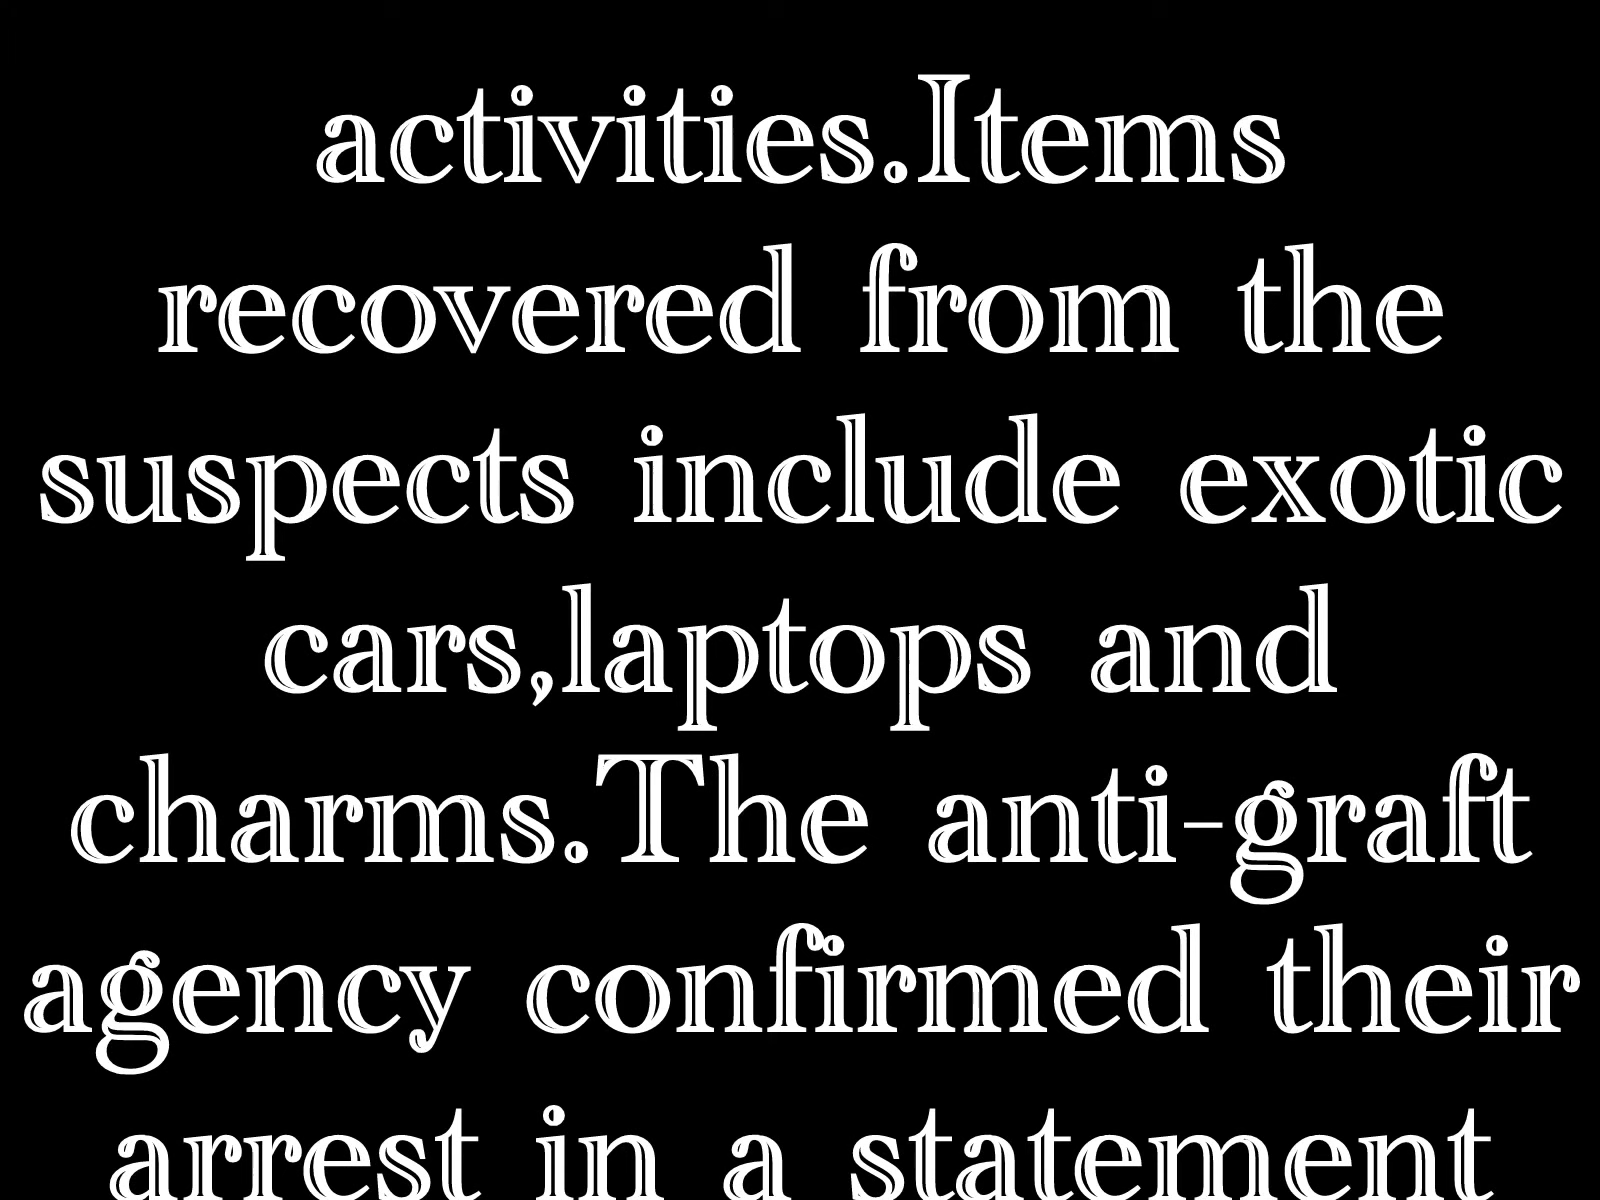 activities.Items
recovered from the
suspects include exotic
cars,laptops and
charms.The anti-graft
agency confirmed their
arrest in a statement